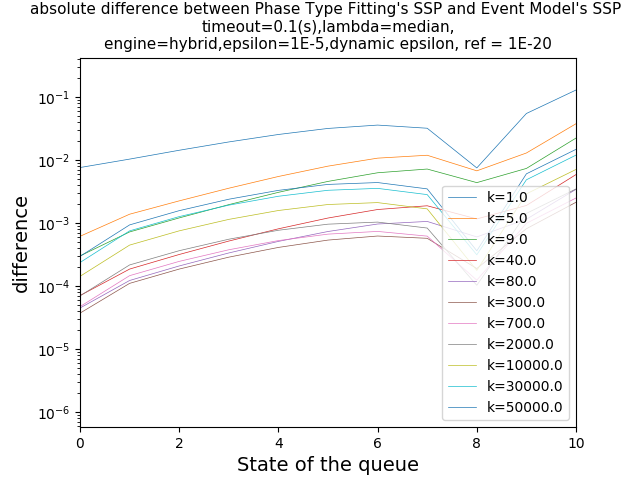 absolute difference between Phase Type Fitting's SSP and Event Model's SSP
timeout=0.1(s),lambda=median,
engine=hybrid,epsilon=1E-5,dynamic epsilon, ref = 1E-20
10⁻¹
10⁻²
10⁻³
10⁻⁴
10⁻⁵
10⁻⁶
difference
k=1.0
k=5.0
k=9.0
k=40.0
k=80.0
k=300.0
k=700.0
k=2000.0
k=10000.0
k=30000.0
k=50000.0
0 2 4 6 8 10
State of the queue